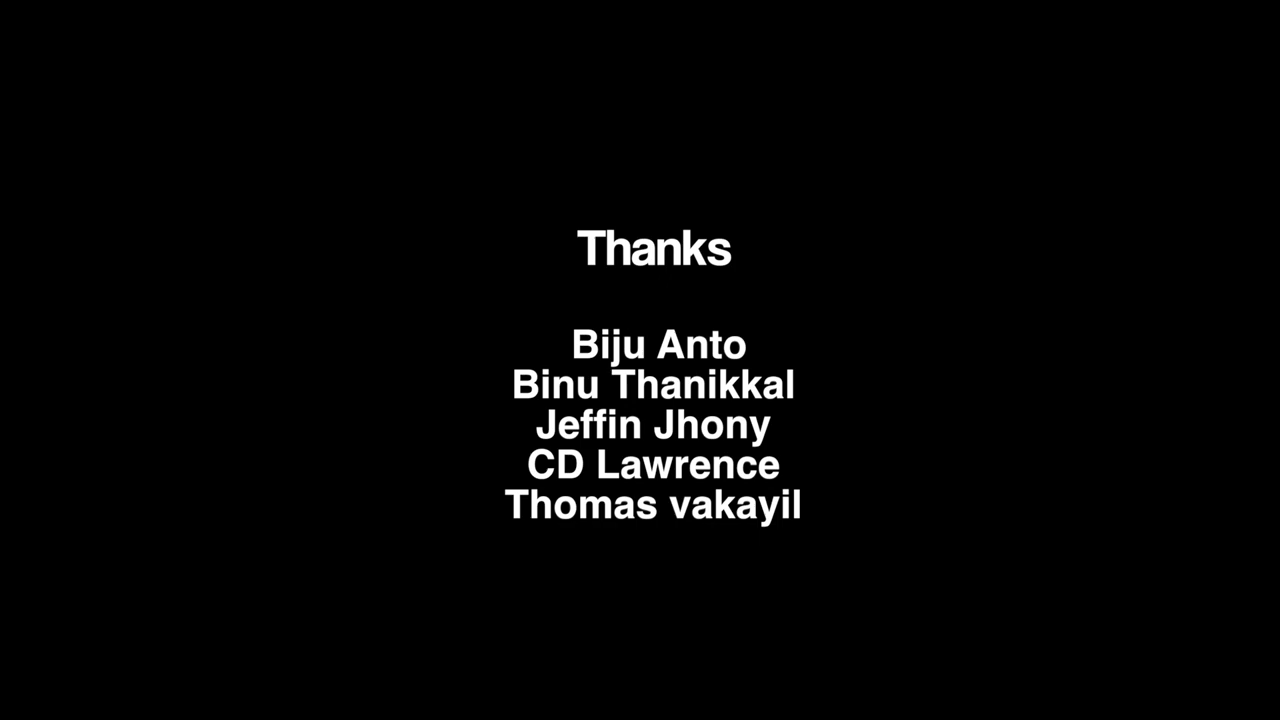 Thanks
Biju Anto
Binu Thanikkal
Jeffin Jhony
CD Lawrence
Thomas vakayil